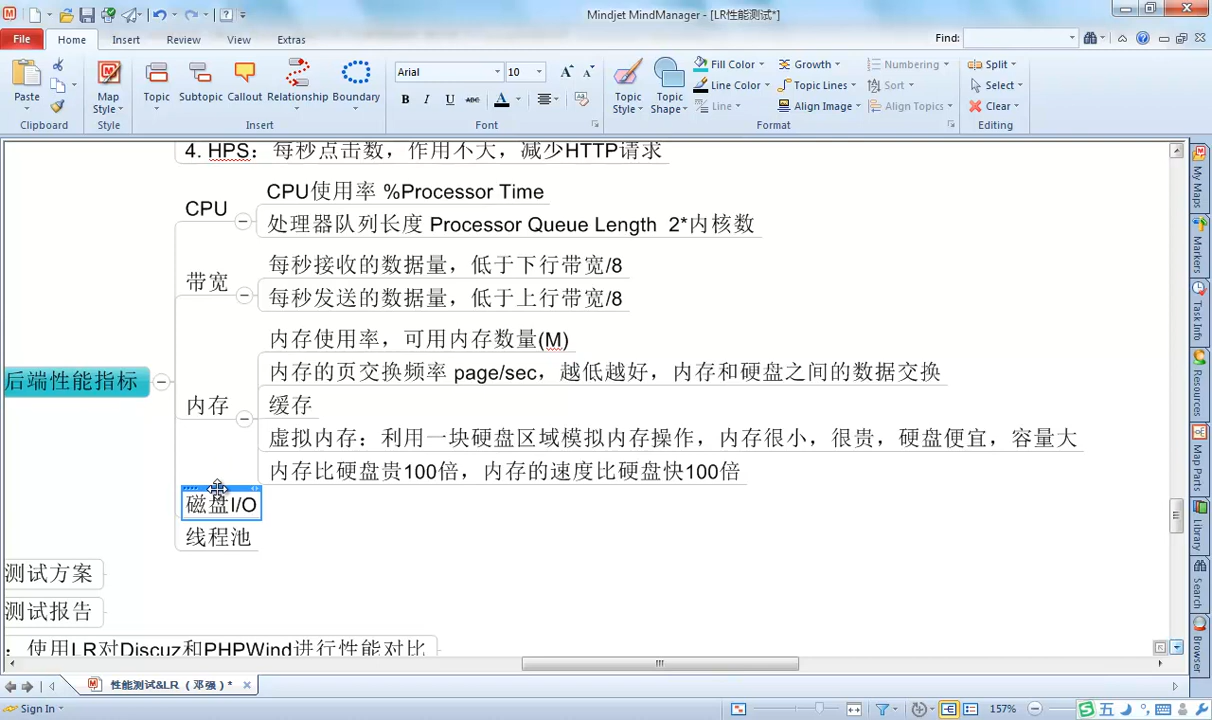 Mindjet MindManager - [LR性能测试*]
File Home Insert Review View Extras Find:
Paste Map Style Topic Subtopic Callout Relationship Boundary
Arial 10
B I U abc A
Topic Style Topic Shape
Fill Color Growth Numbering Split
Line Color Topic Lines Sort Select
Line Align Image Align Topics Clear
Clipboard Style Insert Font Format Editing
4. HPS：每秒点击数，作用不大，减少HTTP请求
CPU
CPU使用率 %Processor Time
处理器队列长度 Processor Queue Length 2*内核数
带宽
每秒接收的数据量，低于下行带宽/8
每秒发送的数据量，低于上行带宽/8
后端性能指标
内存
内存使用率，可用内存数量(M)
内存的页交换频率 page/sec，越低越好，内存和硬盘之间的数据交换
缓存
虚拟内存：利用一块硬盘区域模拟内存操作，内存很小，很贵，硬盘便宜，容量大
内存比硬盘贵100倍，内存的速度比硬盘快100倍
磁盘I/O
线程池
测试方案
测试报告
：使用LR对Discuz和PHPWind进行性能对比
My Maps
Markers
Task Info
Resources
Map Parts
Library
Search
Browser
性能测试&LR （邓强）*
Sign In
157%
五